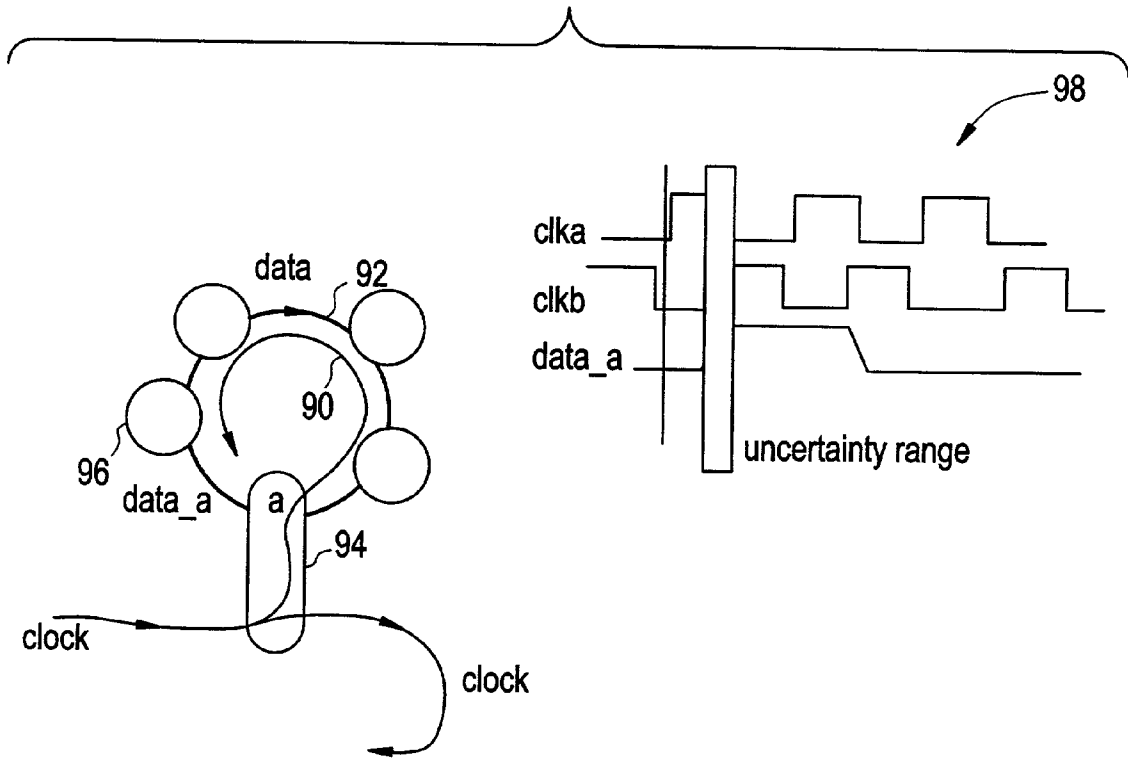 98
clka
clkb
data_a
uncertainty range
data
92
90
96
data_a
a
94
clock
clock